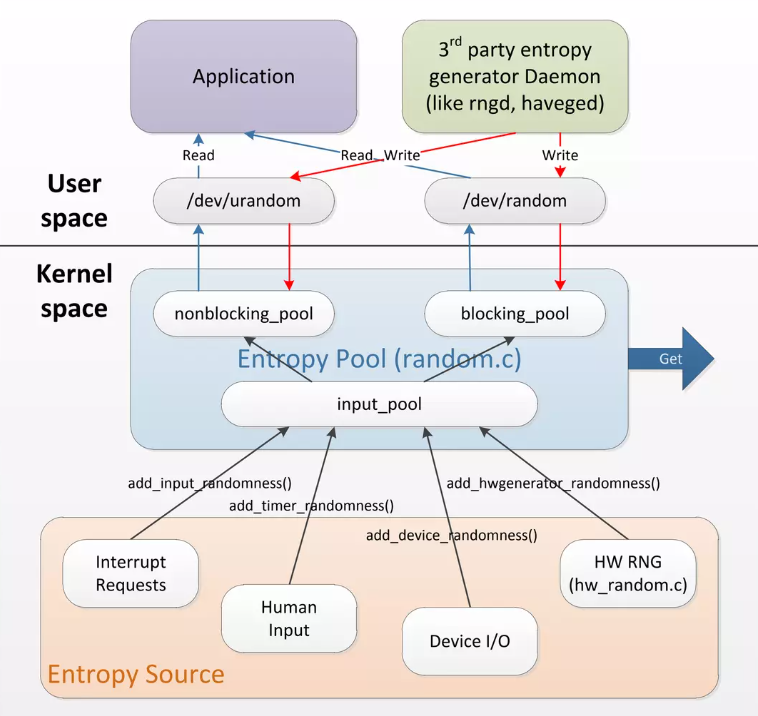 Application
3rd party entropy
generator Daemon
(like rngd, haveged)
Read
Read
Write
Write
User
space
/dev/urandom
/dev/random
Kernel
space
nonblocking_pool
blocking_pool
Entropy Pool (random.c)
Get
input_pool
add_input_randomness()
add_hwgenerator_randomness()
add_timer_randomness()
add_device_randomness()
Interrupt
Requests
HW RNG
(hw_random.c)
Human
Input
Device I/O
Entropy Source